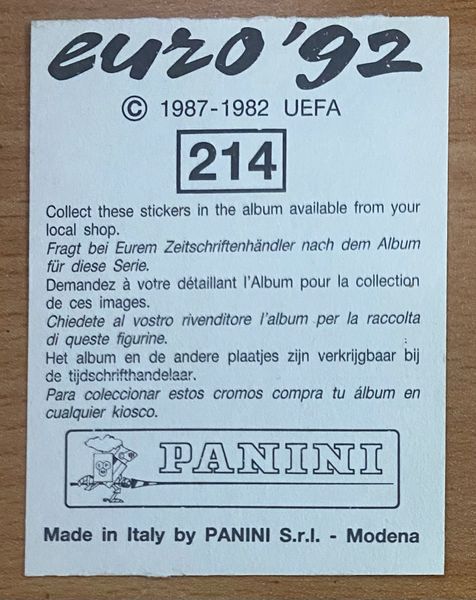 euro '92
© 1987-1982 UEFA
214
Collect these stickers in the album available from your
local shop.
Fragt bei Eurem Zeitschriftenhändler nach dem Album
für diese Serie.
Demandez à votre détaillant l'Album pour la collection
de ces images.
Chiedete al vostro rivenditore l'album per la raccolta
di queste figurine.
Het album en de andere plaatjes zijn verkrijgbaar bij
de tijdschrifthandelaar.
Para coleccionar estos cromos compra tu álbum en
cualquier kiosco.
PANINI
Made in Italy by PANINI S.r.l. - Modena